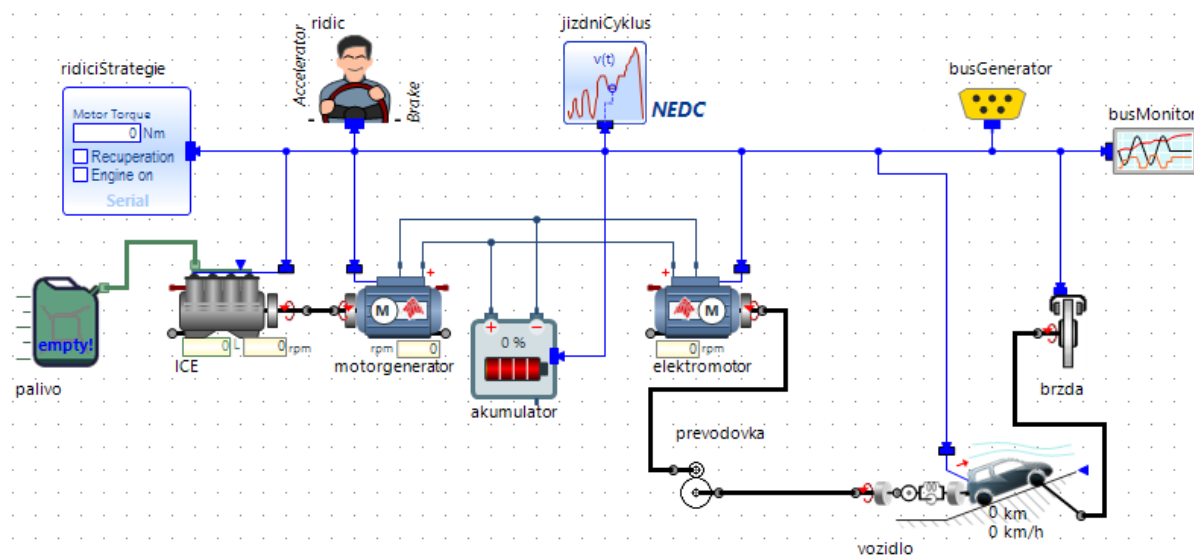 ridic
jizdniCyklus
ridiciStrategie
Accelerator
Brake
v(t)
NEDC
busGenerator
busMonitor
Motor Torque
0 Nm
Recuperation
Engine on
Serial
+
+
M
M
empty!
0 L 0 rpm
rpm 0
+ −
0 %
0 rpm
palivo
ICE
motorgenerator
elektromotor
akumulator
brzda
prevodovka
0 km
0 km/h
vozidlo